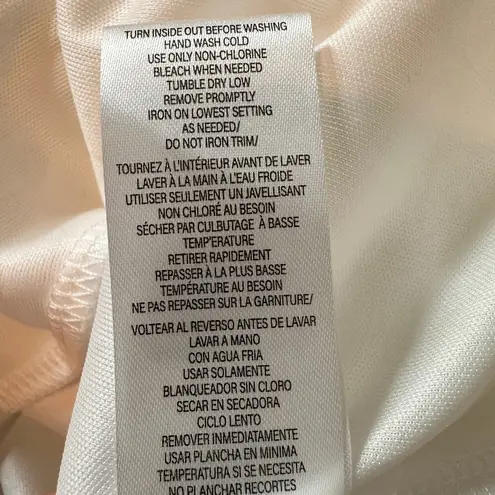 TURN INSIDE OUT BEFORE WASHING
HAND WASH COLD
USE ONLY NON-CHLORINE
BLEACH WHEN NEEDED
TUMBLE DRY LOW
REMOVE PROMPTLY
IRON ON LOWEST SETTING
AS NEEDED/
DO NOT IRON TRIM/
TOURNEZ À L'INTÉRIEUR AVANT DE LAVER
LAVER À LA MAIN À L'EAU FROIDE
UTILISER SEULEMENT UN JAVELLISANT
NON CHLORÉ AU BESOIN
SÉCHER PAR CULBUTAGE À BASSE
TEMP'ERATURE
RETIRER RAPIDEMENT
REPASSER À LA PLUS BASSE
TEMPÉRATURE AU BESOIN
NE PAS REPASSER SUR LA GARNITURE/
VOLTEAR AL REVERSO ANTES DE LAVAR
LAVAR A MANO
CON AGUA FRIA
USAR SOLAMENTE
BLANQUEADOR SIN CLORO
SECAR EN SECADORA
CICLO LENTO
REMOVER INMEDIATAMENTE
USAR PLANCHA EN MINIMA
TEMPERATURA SI SE NECESITA
NO PLANCHAR RECORTES